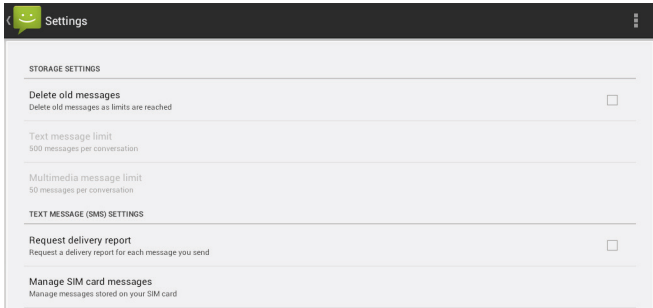 Settings
STORAGE SETTINGS
Delete old messages
Delete old messages as limits are reached
Text message limit
500 messages per conversation
Multimedia message limit
50 messages per conversation
TEXT MESSAGE (SMS) SETTINGS
Request delivery report
Request a delivery report for each message you send
Manage SIM card messages
Manage messages stored on your SIM card